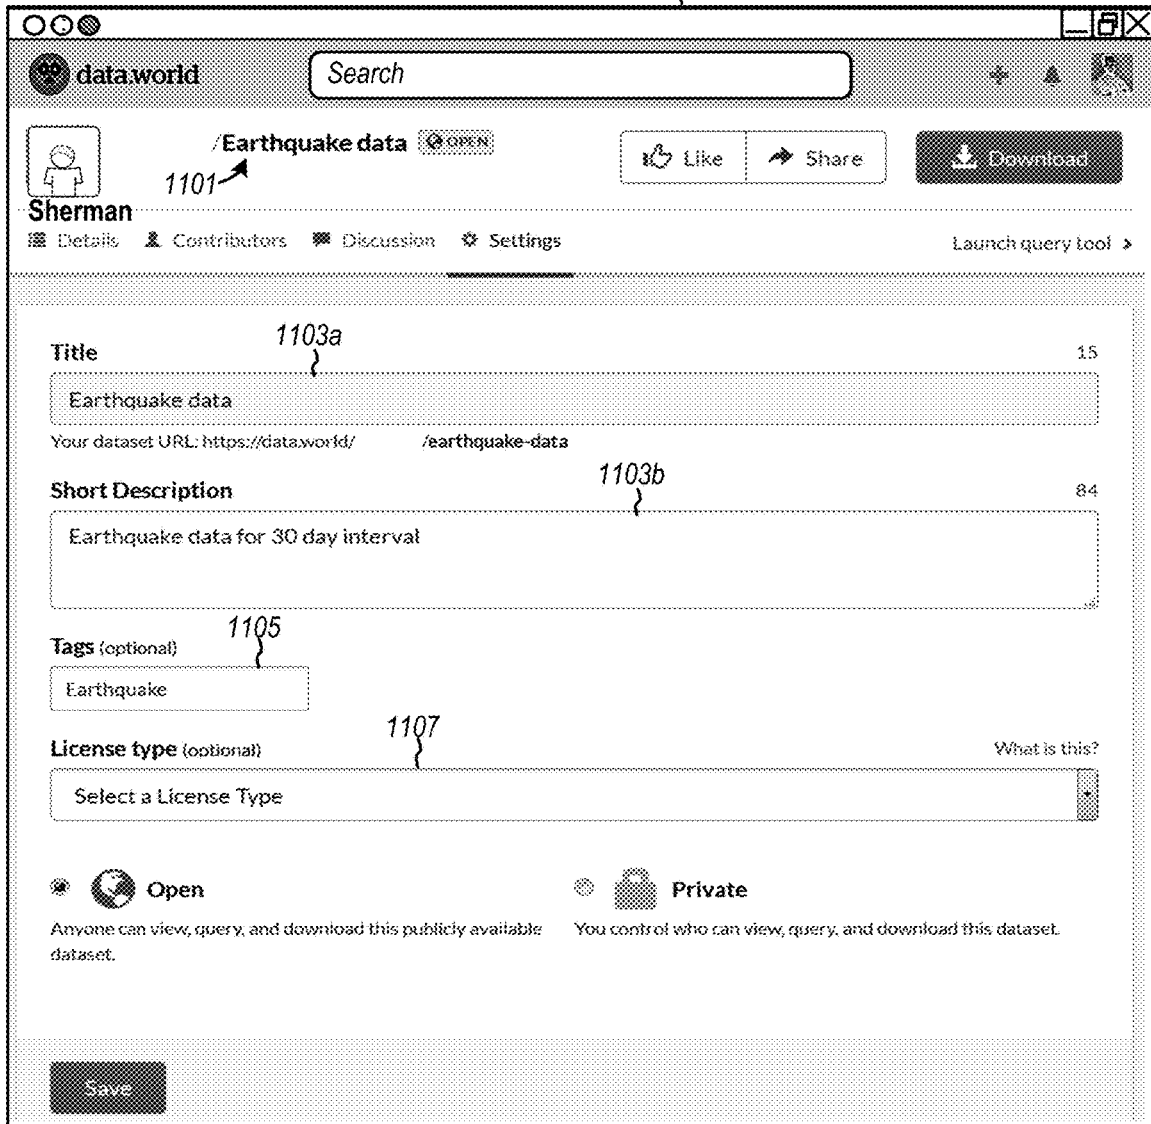 data.world
Search
/Earthquake data OPEN
1101
Like
Share
Download
Sherman
Details Contributors Discussion Settings
Launch query tool >
1103a
Title 15
Earthquake data
Your dataset URL: https://data.world/ /earthquake-data
1103b
Short Description 84
Earthquake data for 30 day interval
1105
Tags (optional)
Earthquake
1107
License type (optional) What is this?
Select a License Type
Open
Private
Anyone can view, query, and download this publicly available
dataset.
You control who can view, query, and download this dataset.
Save